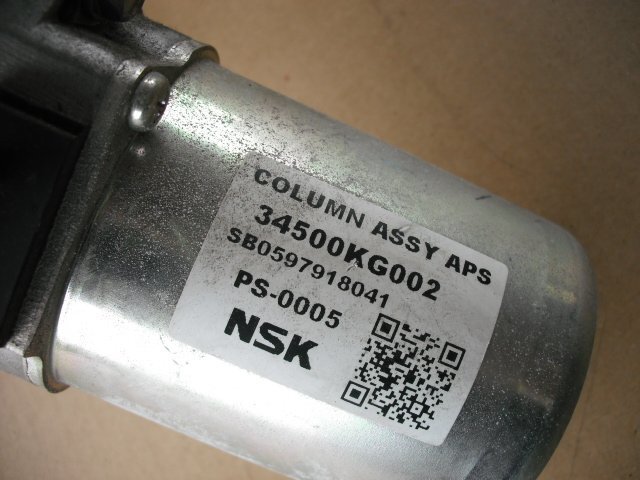 COLUMN ASSY APS
34500KG002
SB0597918041
PS-0005
NSK